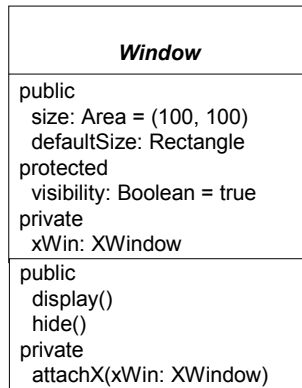 Window
public
size: Area = (100, 100)
defaultSize: Rectangle
protected
visibility: Boolean = true
private
xWin: XWindow
public
display()
hide()
private
attachX(xWin: XWindow)